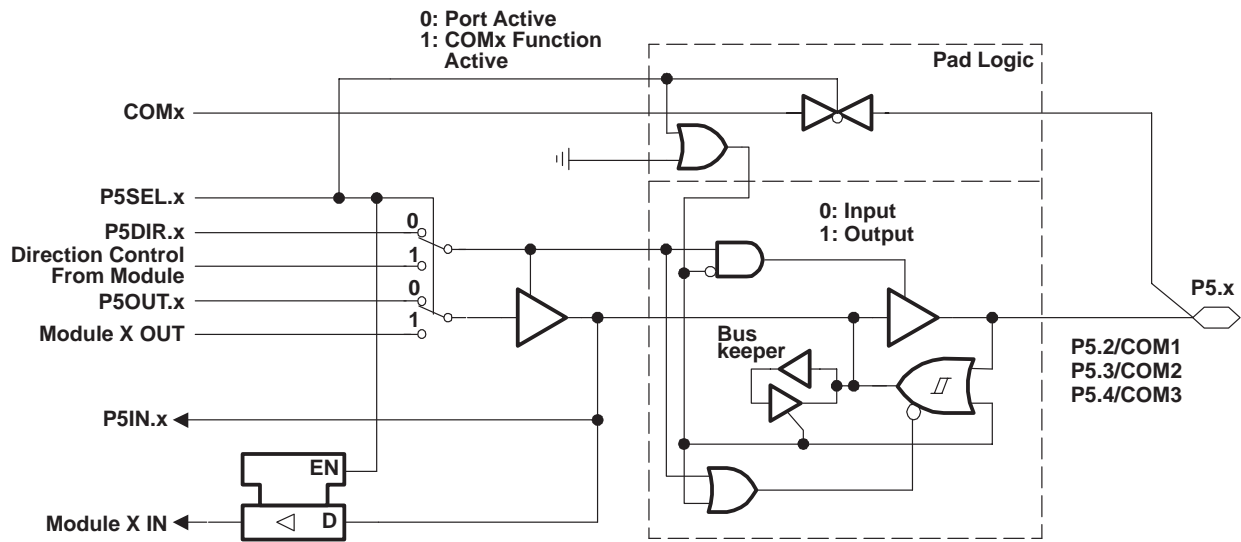 0: Port Active
1: COMx Function
Active
Pad Logic
COMx
P5SEL.x
0: Input
1: Output
P5DIR.x
0
Direction Control
From Module
1
P5OUT.x
0
Module X OUT
1
P5.x
Bus
keeper
P5.2/COM1
P5.3/COM2
P5.4/COM3
P5IN.x
EN
Module X IN
D